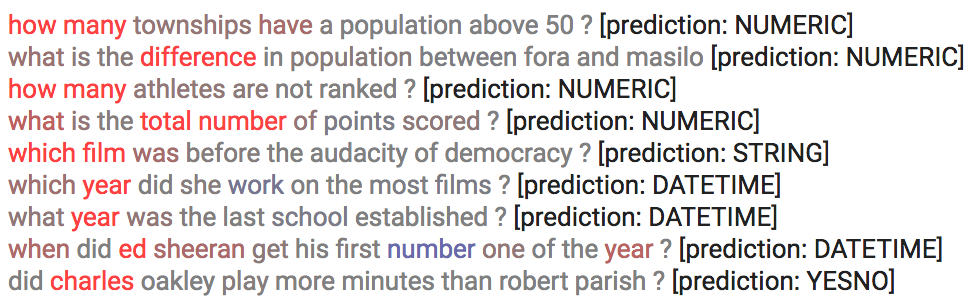 how many townships have a population above 50 ? [prediction: NUMERIC]
what is the difference in population between fora and masilo [prediction: NUMERIC]
how many athletes are not ranked ? [prediction: NUMERIC]
what is the total number of points scored ? [prediction: NUMERIC]
which film was before the audacity of democracy ? [prediction: STRING]
which year did she work on the most films ? [prediction: DATETIME]
what year was the last school established ? [prediction: DATETIME]
when did ed sheeran get his first number one of the year ? [prediction: DATETIME]
did charles oakley play more minutes than robert parish ? [prediction: YESNO]